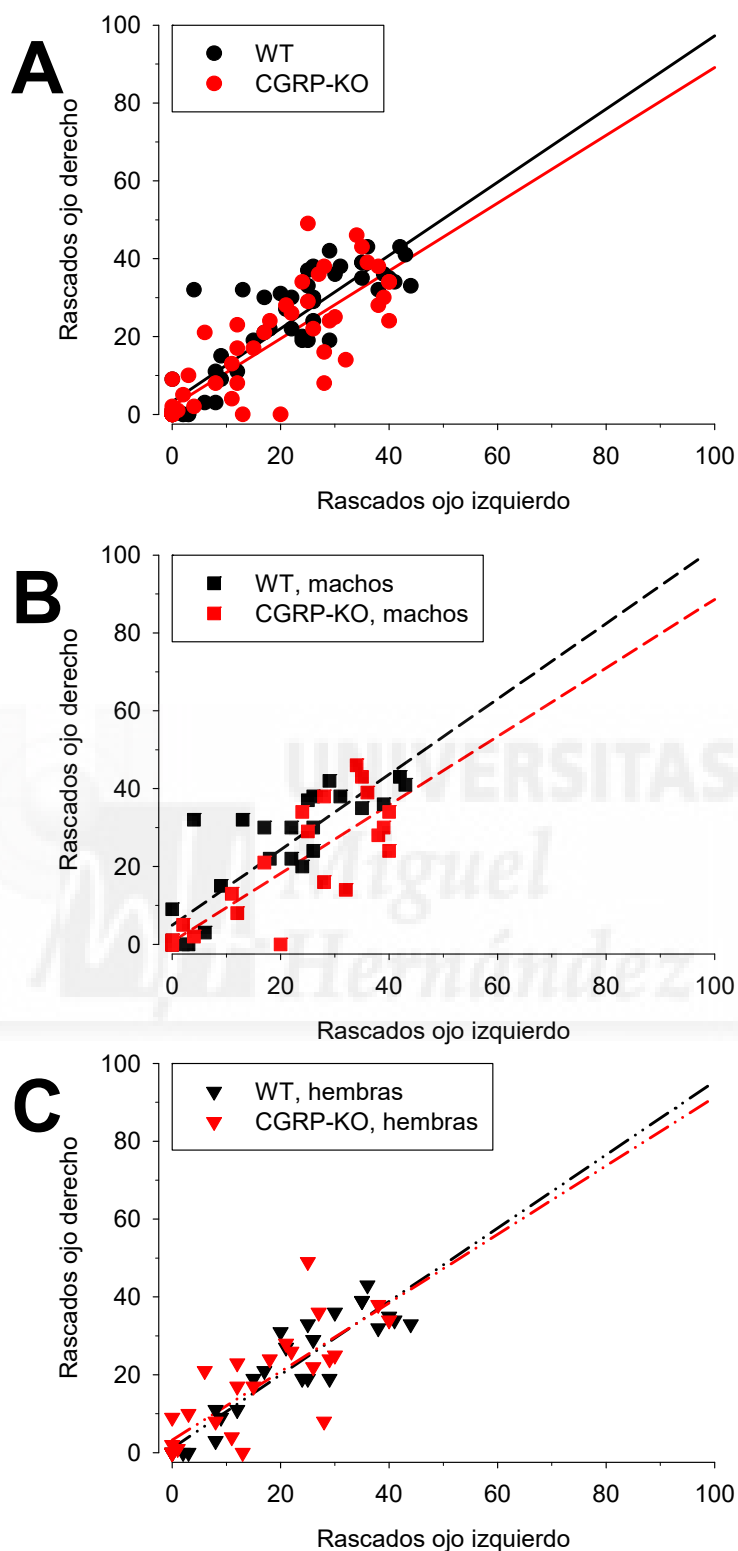 A
100
80
60
40
20
0
Rascados ojo derecho
WT
CGRP-KO
0 20 40 60 80 100
Rascados ojo izquierdo
B
100
80
60
40
20
0
Rascados ojo derecho
WT, machos
CGRP-KO, machos
UNIVERSITAS
Miguel
Hernández
0 20 40 60 80 100
Rascados ojo izquierdo
C
100
80
60
40
20
0
Rascados ojo derecho
WT, hembras
CGRP-KO, hembras
0 20 40 60 80 100
Rascados ojo izquierdo